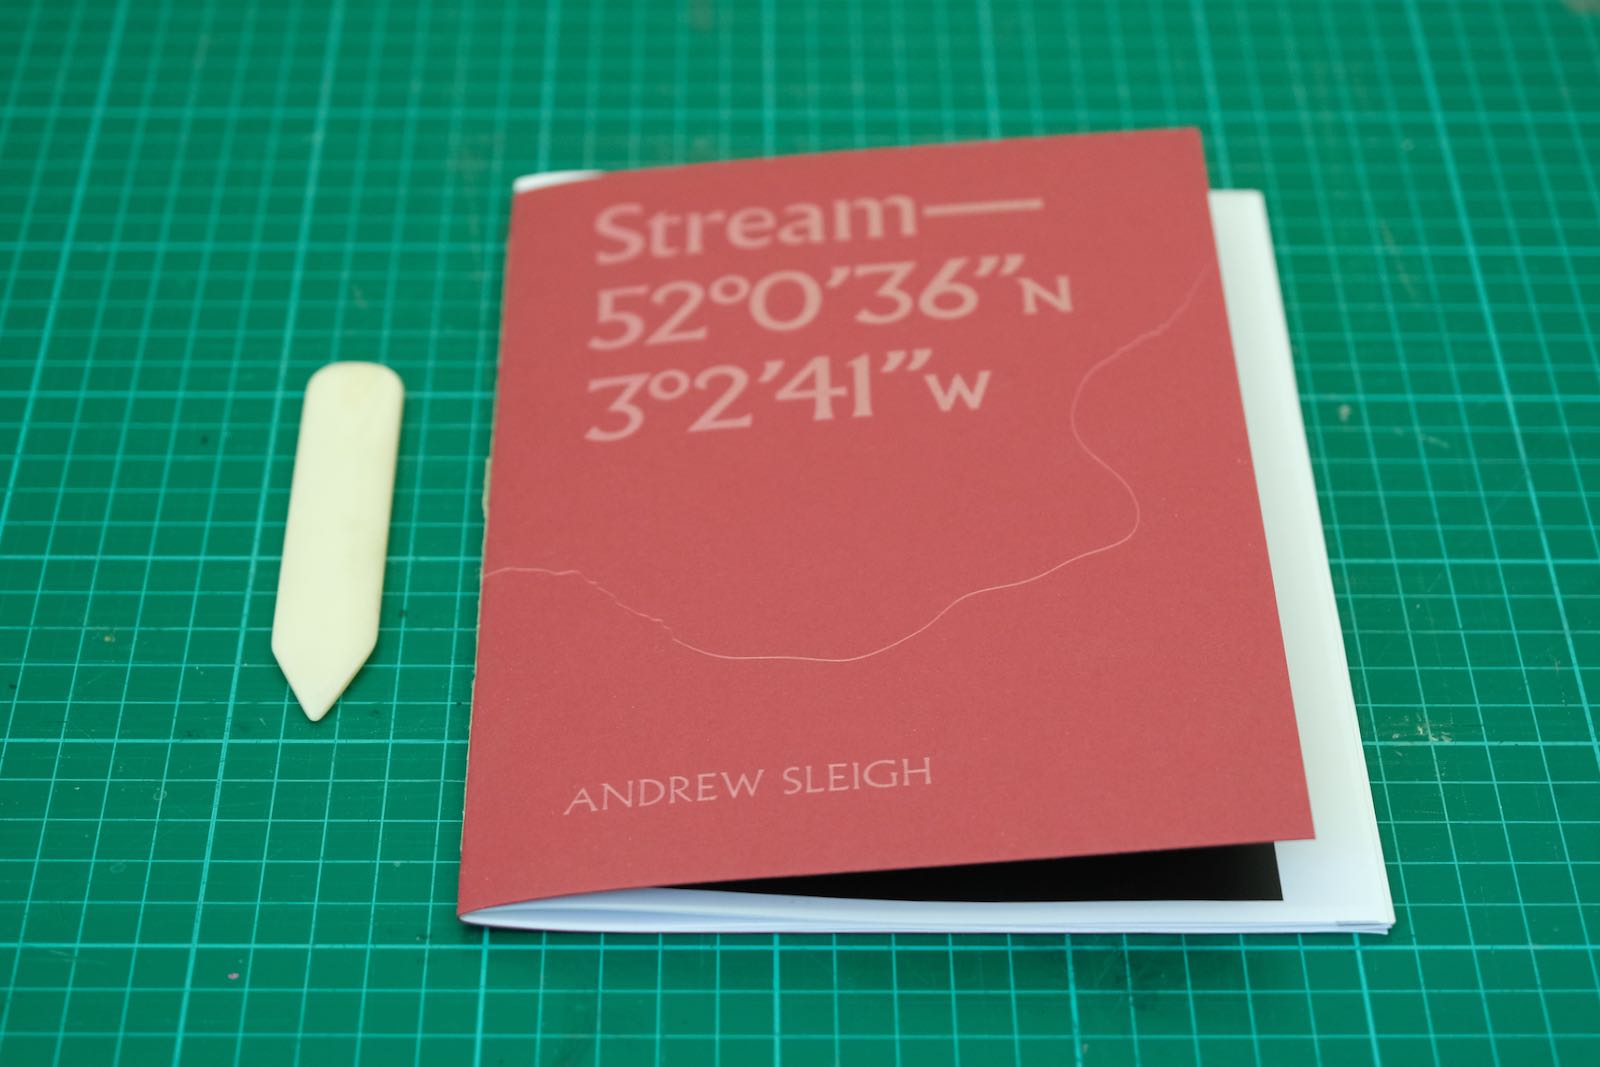 Stream—
52°0’36”N
3°2’41”W
ANDREW SLEIGH